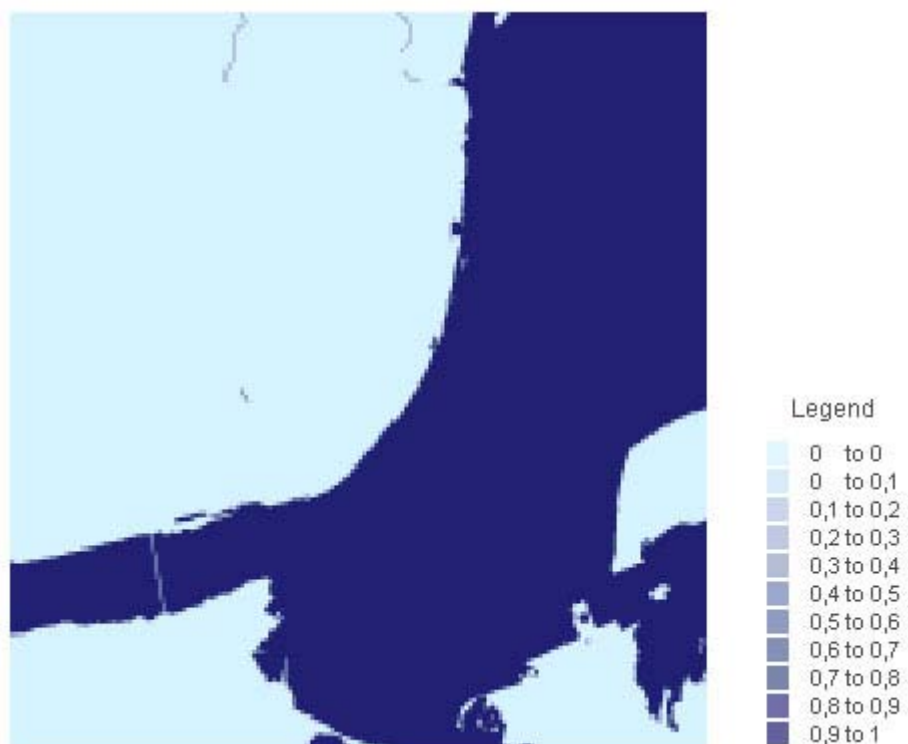 Legend
0 to 0
0 to 0,1
0,1 to 0,2
0,2 to 0,3
0,3 to 0,4
0,4 to 0,5
0,5 to 0,6
0,6 to 0,7
0,7 to 0,8
0,8 to 0,9
0,9 to 1